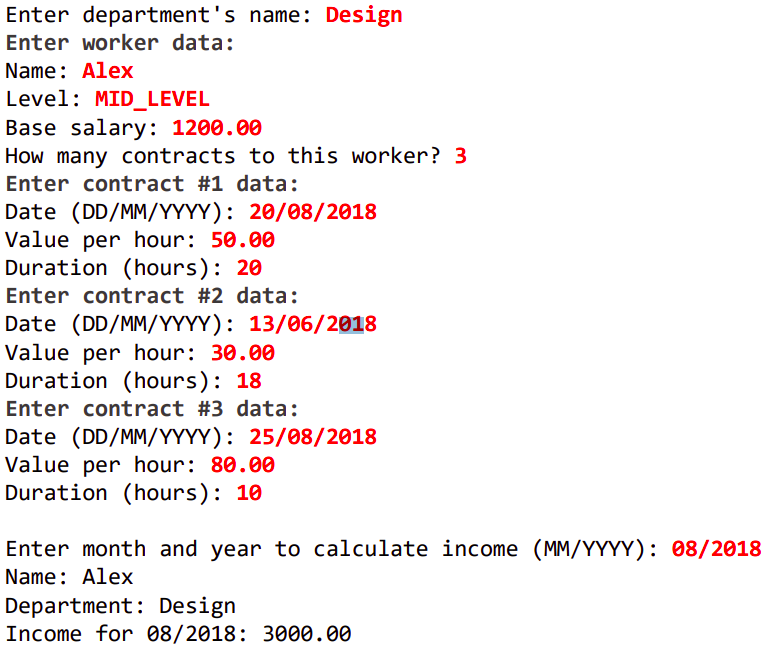 Enter department's name: Design
Enter worker data:
Name: Alex
Level: MID_LEVEL
Base salary: 1200.00
How many contracts to this worker? 3
Enter contract #1 data:
Date (DD/MM/YYYY): 20/08/2018
Value per hour: 50.00
Duration (hours): 20
Enter contract #2 data:
Date (DD/MM/YYYY): 13/06/2018
Value per hour: 30.00
Duration (hours): 18
Enter contract #3 data:
Date (DD/MM/YYYY): 25/08/2018
Value per hour: 80.00
Duration (hours): 10
Enter month and year to calculate income (MM/YYYY): 08/2018
Name: Alex
Department: Design
Income for 08/2018: 3000.00